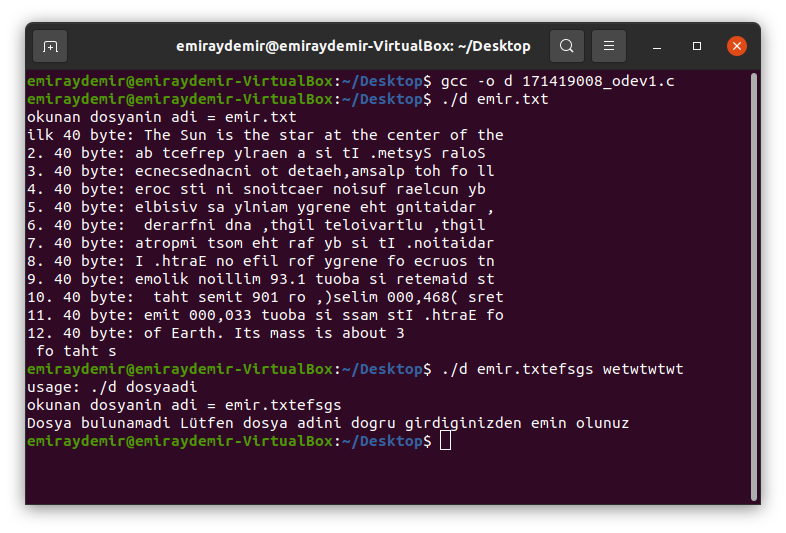 emiraydemir@emiraydemir-VirtualBox: ~/Desktop
emiraydemir@emiraydemir-VirtualBox:~/Desktop$ gcc -o d 171419008_odev1.c
emiraydemir@emiraydemir-VirtualBox:~/Desktop$ ./d emir.txt
okunan dosyanin adi = emir.txt
ilk 40 byte: The Sun is the star at the center of the
2. 40 byte: ab tcefrep ylraen a si tI .metsyS raloS
3. 40 byte: ecnecsednacni ot detaeh,amsalp toh fo ll
4. 40 byte: eroc sti ni snoitcaer noisuf raelcun yb
5. 40 byte: elbisiv sa ylniam ygrene eht gnitaidar ,
6. 40 byte:  derarfni dna ,thgil teloivartlu ,thgil
7. 40 byte: atropmi tsom eht raf yb si tI .noitaidar
8. 40 byte: I .htraE no efil rof ygrene fo ecruos tn
9. 40 byte: emolik noillim 93.1 tuoba si retemaid st
10. 40 byte:  taht semit 901 ro ,)selim 000,468( sret
11. 40 byte: emit 000,033 tuoba si ssam stI .htraE fo
12. 40 byte: of Earth. Its mass is about 3
 fo taht s
emiraydemir@emiraydemir-VirtualBox:~/Desktop$ ./d emir.txtefsgs wetwtwtwt
usage: ./d dosyaadi
okunan dosyanin adi = emir.txtefsgs
Dosya bulunamadi Lütfen dosya adini dogru girdiginizden emin olunuz
emiraydemir@emiraydemir-VirtualBox:~/Desktop$